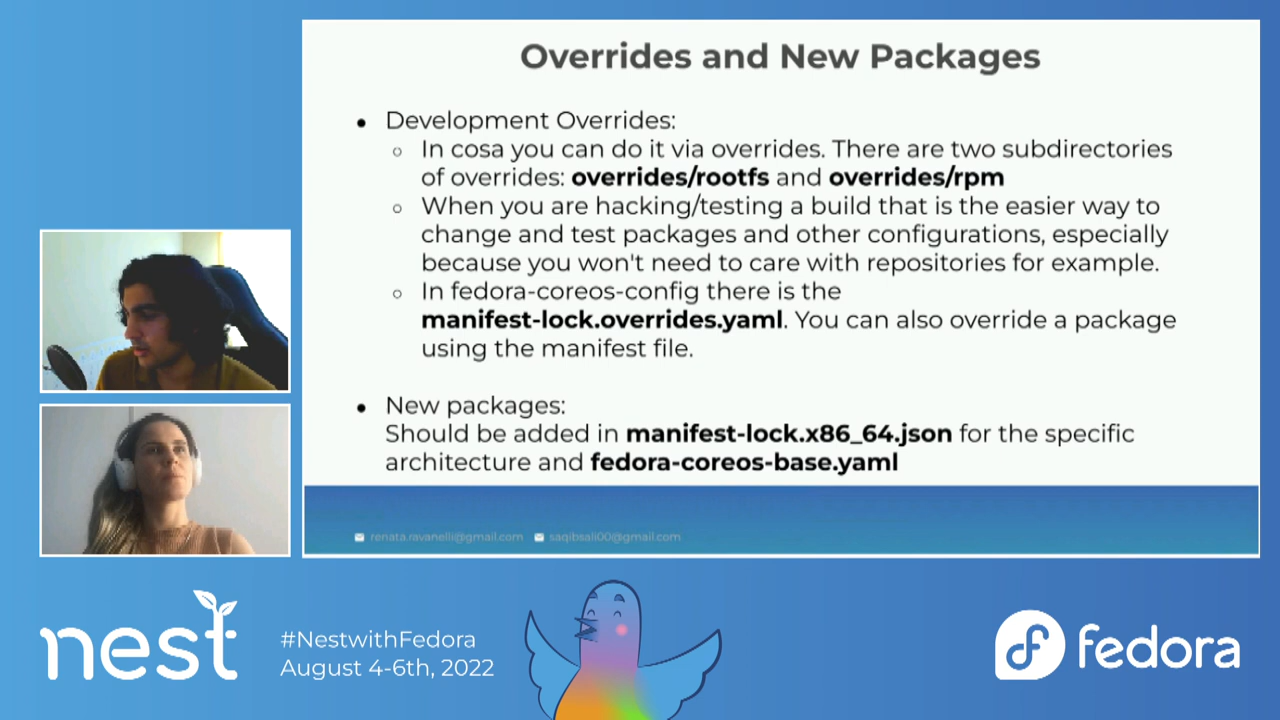 Overrides and New Packages
● Development Overrides:
○ In cosa you can do it via overrides. There are two subdirectories
of overrides: overrides/rootfs and overrides/rpm
○ When you are hacking/testing a build that is the easier way to
change and test packages and other configurations, especially
because you won't need to care with repositories for example.
○ In fedora-coreos-config there is the
manifest-lock.overrides.yaml. You can also override a package
using the manifest file.
● New packages:
Should be added in manifest-lock.x86_64.json for the specific
architecture and fedora-coreos-base.yaml
renata.ravanelli@gmail.com saqibsali00@gmail.com
nest
#NestwithFedora
August 4-6th, 2022
fedora